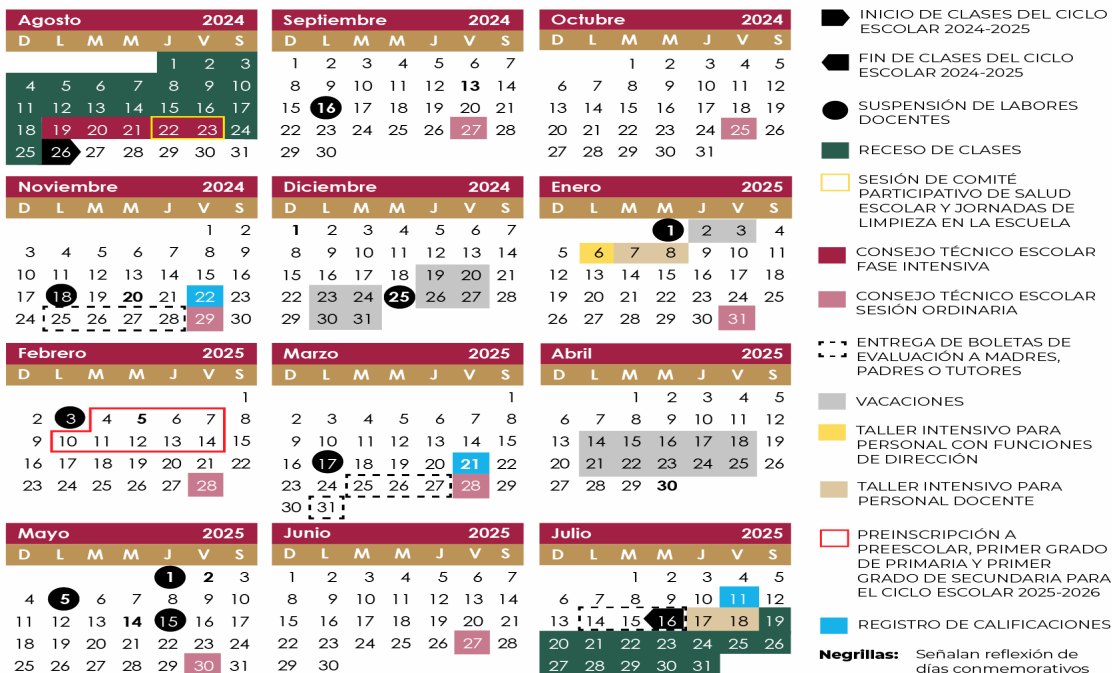 Agosto 2024
D L M M J V S
1 2 3
4 5 6 7 8 9 10
11 12 13 14 15 16 17
18 19 20 21 22 23 24
25 26 27 28 29 30 31
Septiembre 2024
D L M M J V S
1 2 3 4 5 6 7
8 9 10 11 12 13 14
15 16 17 18 19 20 21
22 23 24 25 26 27 28
29 30
Octubre 2024
D L M M J V S
1 2 3 4 5
6 7 8 9 10 11 12
13 14 15 16 17 18 19
20 21 22 23 24 25 26
27 28 29 30 31
Noviembre 2024
D L M M J V S
1 2
3 4 5 6 7 8 9
10 11 12 13 14 15 16
17 18 19 20 21 22 23
24 25 26 27 28 29 30
Diciembre 2024
D L M M J V S
1 2 3 4 5 6 7
8 9 10 11 12 13 14
15 16 17 18 19 20 21
22 23 24 25 26 27 28
29 30 31
Enero 2025
D L M M J V S
1 2 3 4
5 6 7 8 9 10 11
12 13 14 15 16 17 18
19 20 21 22 23 24 25
26 27 28 29 30 31
Febrero 2025
D L M M J V S
1
2 3 4 5 6 7 8
9 10 11 12 13 14 15
16 17 18 19 20 21 22
23 24 25 26 27 28
Marzo 2025
D L M M J V S
1
2 3 4 5 6 7 8
9 10 11 12 13 14 15
16 17 18 19 20 21 22
23 24 25 26 27 28 29
30 31
Abril 2025
D L M M J V S
1 2 3 4 5
6 7 8 9 10 11 12
13 14 15 16 17 18 19
20 21 22 23 24 25 26
27 28 29 30
Mayo 2025
D L M M J V S
1 2 3
4 5 6 7 8 9 10
11 12 13 14 15 16 17
18 19 20 21 22 23 24
25 26 27 28 29 30 31
Junio 2025
D L M M J V S
1 2 3 4 5 6 7
8 9 10 11 12 13 14
15 16 17 18 19 20 21
22 23 24 25 26 27 28
29 30
Julio 2025
D L M M J V S
1 2 3 4 5
6 7 8 9 10 11 12
13 14 15 16 17 18 19
20 21 22 23 24 25 26
27 28 29 30 31
INICIO DE CLASES DEL CICLO
ESCOLAR 2024-2025
FIN DE CLASES DEL CICLO
ESCOLAR 2024-2025
SUSPENSIÓN DE LABORES
DOCENTES
RECESO DE CLASES
SESIÓN DE COMITÉ
PARTICIPATIVO DE SALUD
ESCOLAR Y JORNADAS DE
LIMPIEZA EN LA ESCUELA
CONSEJO TÉCNICO ESCOLAR
FASE INTENSIVA
CONSEJO TÉCNICO ESCOLAR
SESIÓN ORDINARIA
ENTREGA DE BOLETAS DE
EVALUACIÓN A MADRES,
PADRES O TUTORES
VACACIONES
TALLER INTENSIVO PARA
PERSONAL CON FUNCIONES
DE DIRECCIÓN
TALLER INTENSIVO PARA
PERSONAL DOCENTE
PREINSCRIPCIÓN A
PREESCOLAR, PRIMER GRADO
DE PRIMARIA Y PRIMER
GRADO DE SECUNDARIA PARA
EL CICLO ESCOLAR 2025-2026
REGISTRO DE CALIFICACIONES
Negrillas: Señalan reflexión de
días conmemorativos